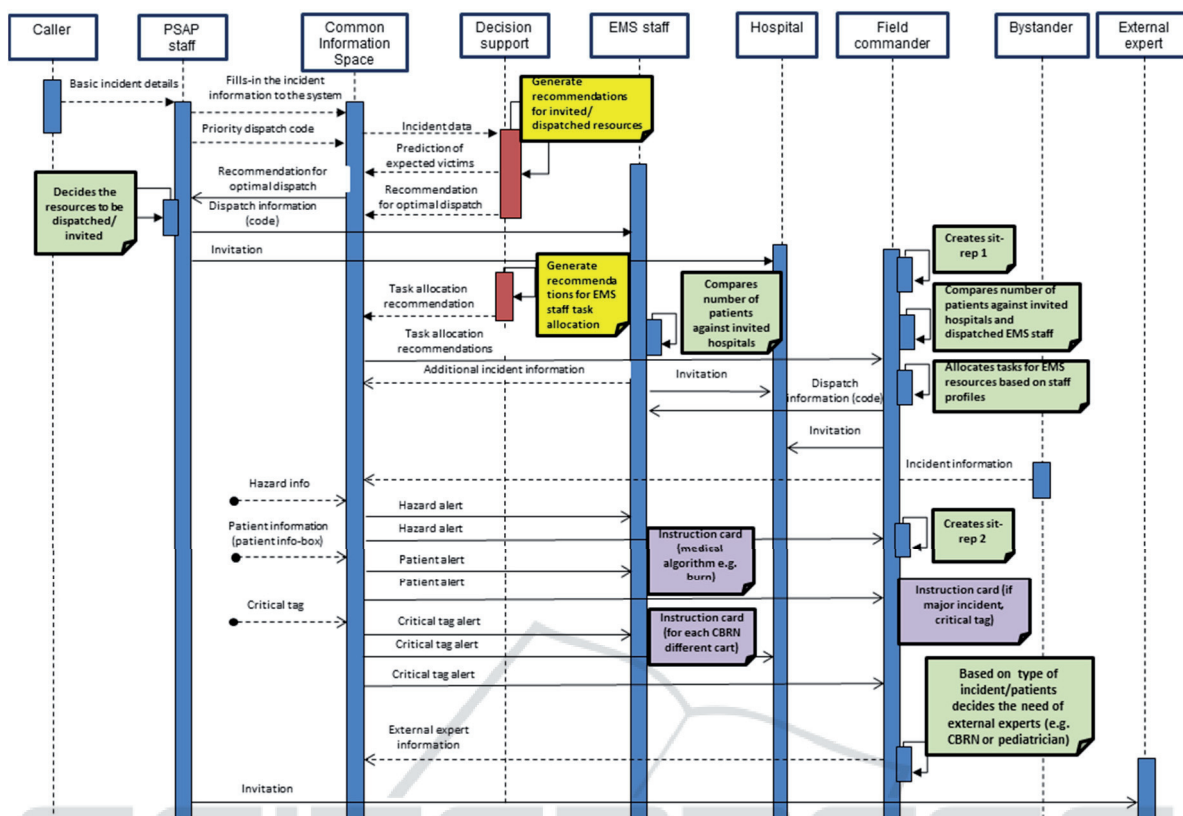 Caller
PSAP
staff
Common
Information
Space
Decision
support
EMS staff
Hospital
Field
commander
Bystander
External
expert
Basic incident details
Fills-in the incident
information to the system
Generate
recommendations
for invited/
dispatched resources
Priority dispatch code
Incident data
Prediction of
expected victims
Recommendation for
optimal dispatch
Recommendation
for optimal dispatch
Decides the
resources to be
dispatched/
invited
Dispatch information
(code)
Invitation
Creates sit-
rep 1
Generate
recommenda
tions for EMS
staff task
allocation
Compares
number of
patients
against invited
hospitals
Compares number of
patients against invited
hospitals and
dispatched EMS staff
Task allocation
recommendation
Task allocation
recommendations
Additional incident information
Invitation
Dispatch
information (code)
Allocates tasks for EMS
resources based on staff
profiles
Invitation
Incident information
Hazard info
Hazard alert
Hazard alert
Creates sit-
rep 2
Patient information
(patient info-box)
Instruction card
(medical
algorithm e.g.
burn)
Patient alert
Patient alert
Instruction card (if
major incident,
critical tag)
Critical tag
Critical tag alert
Instruction card
(for each CBRN
different cart)
Critical tag alert
Critical tag alert
Based on type of
incident/patients
decides the need of
external experts (e.g.
CBRN or pediatrician)
External expert
information
Invitation